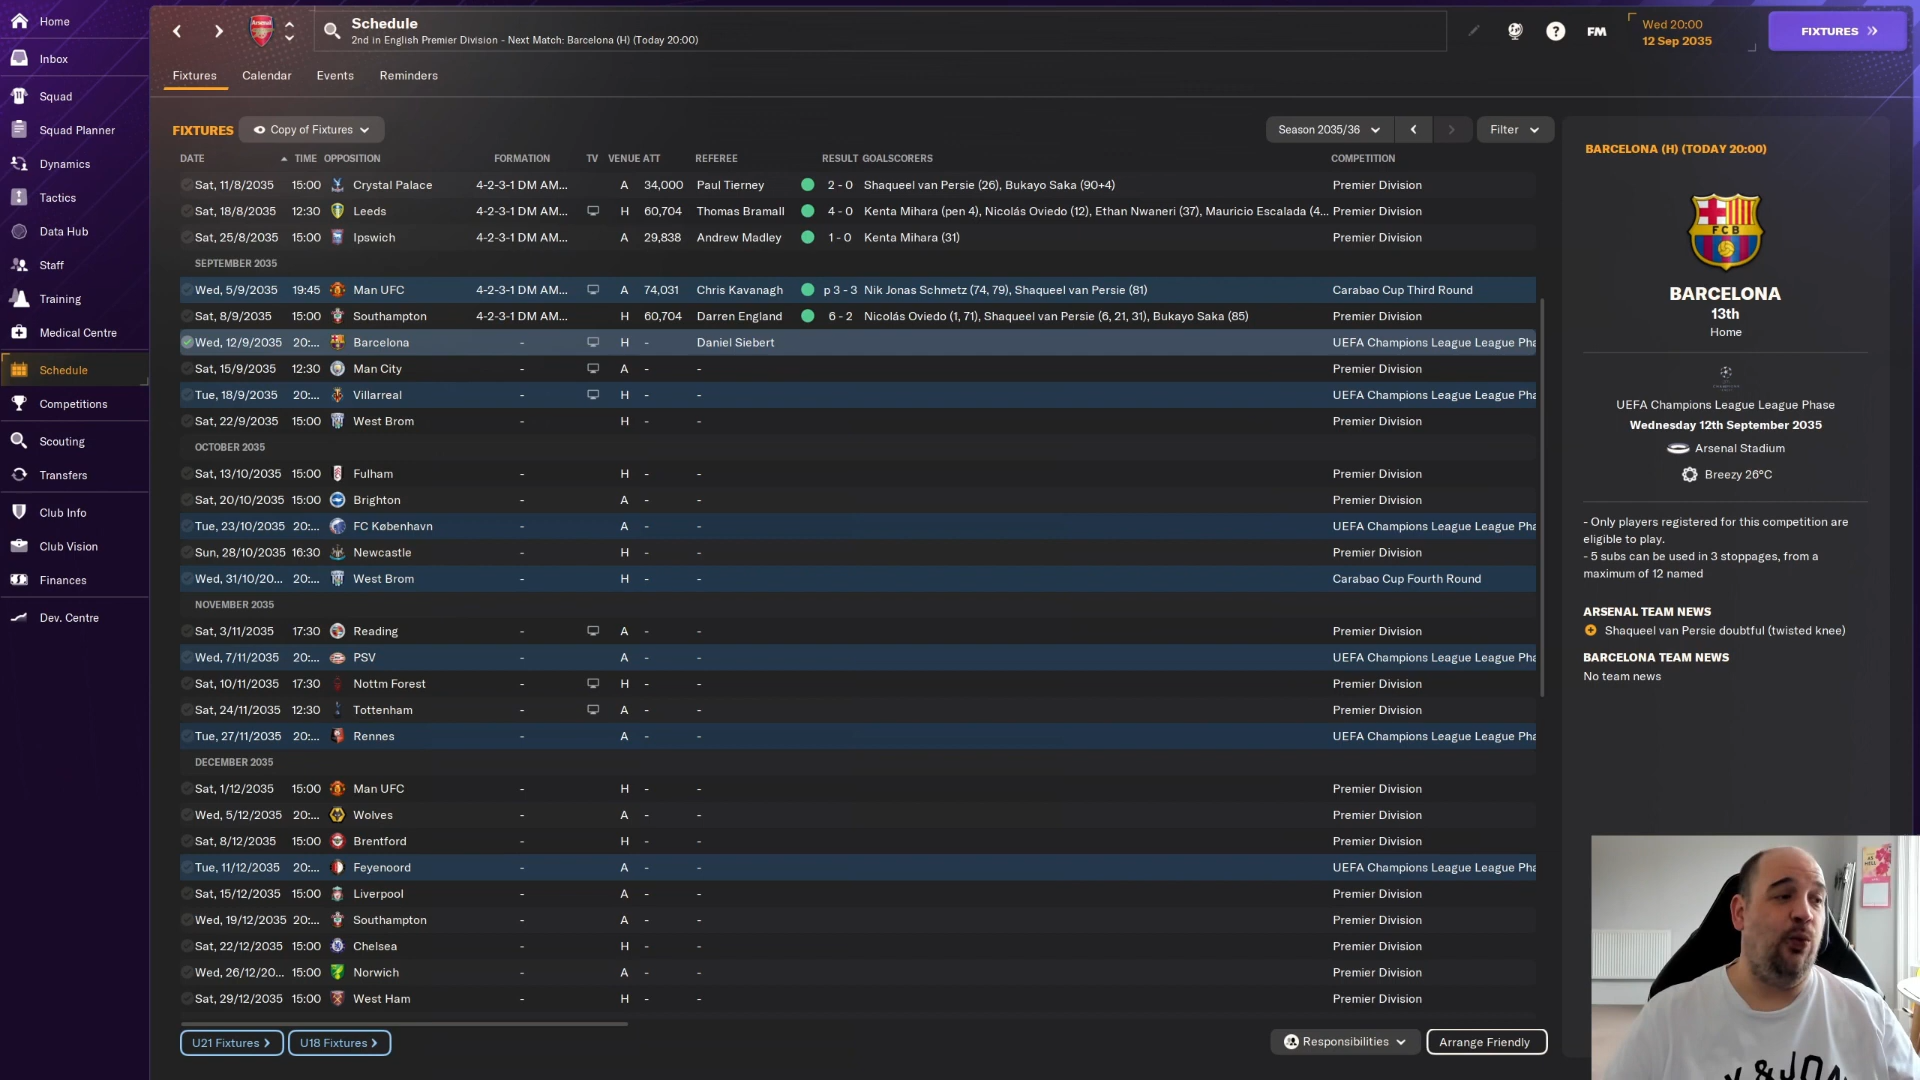 Home
Inbox
Squad
Squad Planner
Dynamics
Tactics
Data Hub
Staff
Training
Medical Centre
Schedule
Competitions
Scouting
Transfers
Club Info
Club Vision
Finances
Dev. Centre
Schedule
2nd in English Premier Division - Next Match: Barcelona (H) (Today 20:00)
FM
Wed 20:00
12 Sep 2035
FIXTURES
Fixtures Calendar Events Reminders
FIXTURES Copy of Fixtures Season 2035/36 Filter
DATE TIME OPPOSITION FORMATION TV VENUE ATT REFEREE RESULT GOALSCORERS COMPETITION
Sat, 11/8/2035 15:00 Crystal Palace 4-2-3-1 DM AM... A 34,000 Paul Tierney 2 - 0 Shaqueel van Persie (26), Bukayo Saka (90+4) Premier Division
Sat, 18/8/2035 12:30 Leeds 4-2-3-1 DM AM... H 60,704 Thomas Bramall 4 - 0 Kenta Mihara (pen 4), Nicolás Oviedo (12), Ethan Nwaneri (37), Mauricio Escalada (4... Premier Division
Sat, 25/8/2035 15:00 Ipswich 4-2-3-1 DM AM... A 29,838 Andrew Madley 1 - 0 Kenta Mihara (31) Premier Division
SEPTEMBER 2035
Wed, 5/9/2035 19:45 Man UFC 4-2-3-1 DM AM... A 74,031 Chris Kavanagh p 3 - 3 Nik Jonas Schmetz (74, 79), Shaqueel van Persie (81) Carabao Cup Third Round
Sat, 8/9/2035 15:00 Southampton 4-2-3-1 DM AM... H 60,704 Darren England 6 - 2 Nicolás Oviedo (1, 71), Shaqueel van Persie (6, 21, 31), Bukayo Saka (85) Premier Division
Wed, 12/9/2035 20:... Barcelona - H - Daniel Siebert UEFA Champions League League Pha
Sat, 15/9/2035 12:30 Man City - A - - Premier Division
Tue, 18/9/2035 20:... Villarreal - H - - UEFA Champions League League Pha
Sat, 22/9/2035 15:00 West Brom - H - - Premier Division
OCTOBER 2035
Sat, 13/10/2035 15:00 Fulham - H - - Premier Division
Sat, 20/10/2035 15:00 Brighton - A - - Premier Division
Tue, 23/10/2035 20:... FC København - A - - UEFA Champions League League Pha
Sun, 28/10/2035 16:30 Newcastle - H - - Premier Division
Wed, 31/10/20... 20:... West Brom - H - - Carabao Cup Fourth Round
NOVEMBER 2035
Sat, 3/11/2035 17:30 Reading - A - - Premier Division
Wed, 7/11/2035 20:... PSV - A - - UEFA Champions League League Pha
Sat, 10/11/2035 17:30 Nottm Forest - H - - Premier Division
Sat, 24/11/2035 12:30 Tottenham - A - - Premier Division
Tue, 27/11/2035 20:... Rennes - A - - UEFA Champions League League Pha
DECEMBER 2035
Sat, 1/12/2035 15:00 Man UFC - H - - Premier Division
Wed, 5/12/2035 20:... Wolves - A - - Premier Division
Sat, 8/12/2035 15:00 Brentford - H - - Premier Division
Tue, 11/12/2035 20:... Feyenoord - A - - UEFA Champions League League Pha
Sat, 15/12/2035 15:00 Liverpool - A - - Premier Division
Wed, 19/12/2035 20:... Southampton - A - - Premier Division
Sat, 22/12/2035 15:00 Chelsea - H - - Premier Division
Wed, 26/12/20... 15:00 Norwich - A - - Premier Division
Sat, 29/12/2035 15:00 West Ham - H - - Premier Division
U21 Fixtures U18 Fixtures Responsibilities Arrange Friendly
BARCELONA (H) (TODAY 20:00)
FCB
BARCELONA
13th
Home
UEFA Champions League League Phase
Wednesday 12th September 2035
Arsenal Stadium
Breezy 26°C
- Only players registered for this competition are
eligible to play.
- 5 subs can be used in 3 stoppages, from a
maximum of 12 named
ARSENAL TEAM NEWS
Shaqueel van Persie doubtful (twisted knee)
BARCELONA TEAM NEWS
No team news